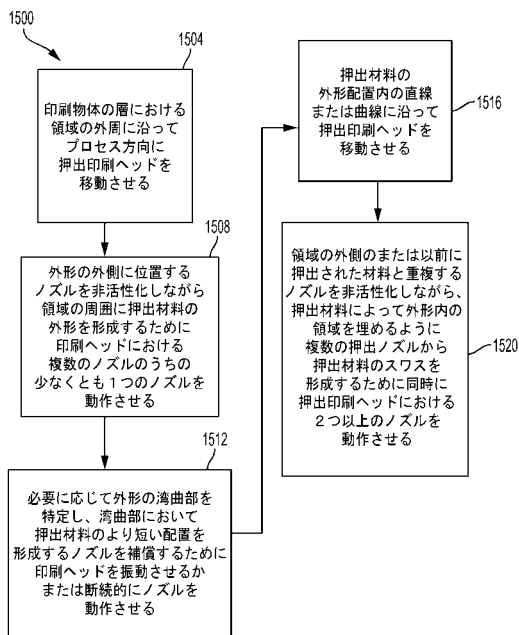 1500
1504
印刷物体の層における
領域の外周に沿って
プロセス方向に
押出印刷ヘッドを
移動させる
1508
外形の外側に位置する
ノズルを非活性化しながら
領域の周囲に押出材料の
外形を形成するために
印刷ヘッドにおける
複数のノズルのうちの
少なくとも1つのノズルを
動作させる
1512
必要に応じて外形の湾曲部を
特定し、湾曲部において
押出材料のより短い配置を
形成するノズルを補償するために
印刷ヘッドを振動させるか
または断続的にノズルを
動作させる
1516
押出材料の
外形配置内の直線
または曲線に沿って
押出印刷ヘッドを
移動させる
1520
領域の外側のまたは以前に
押出された材料と重複する
ノズルを非活性化しながら、
押出材料によって外形内の
領域を埋めるように
複数の押出ノズルから
押出材料のスワスを
形成するために同時に
押出印刷ヘッドにおける
2つ以上のノズルを
動作させる